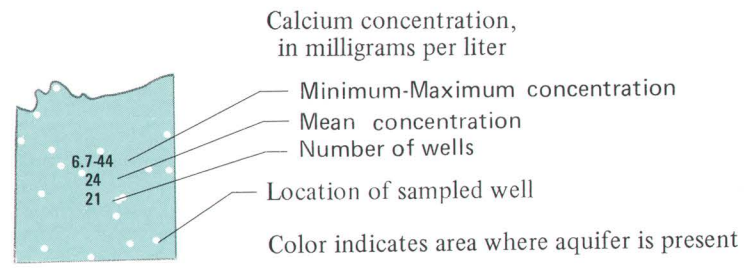 Calcium concentration,
in milligrams per liter
6.7-44
24
21
Minimum-Maximum concentration
Mean concentration
Number of wells
Location of sampled well
Color indicates area where aquifer is present